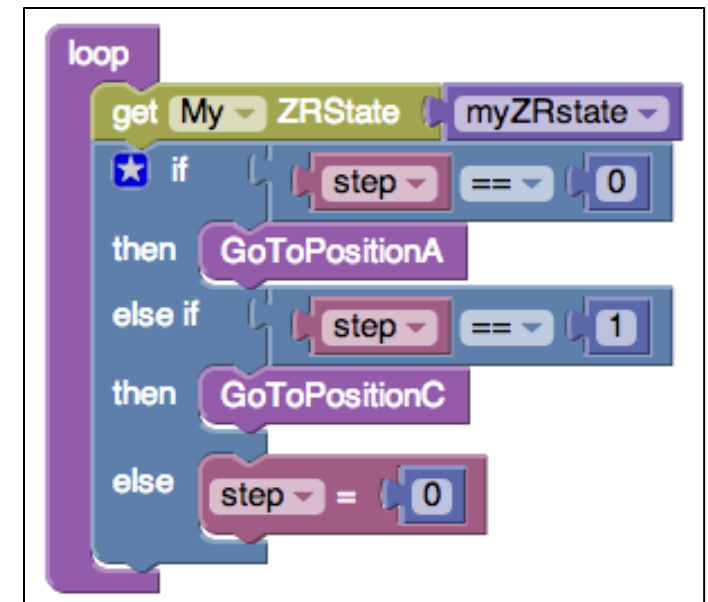 loop
get My ZRState myZRstate
if step == 0
then GoToPositionA
else if step == 1
then GoToPositionC
else step = 0